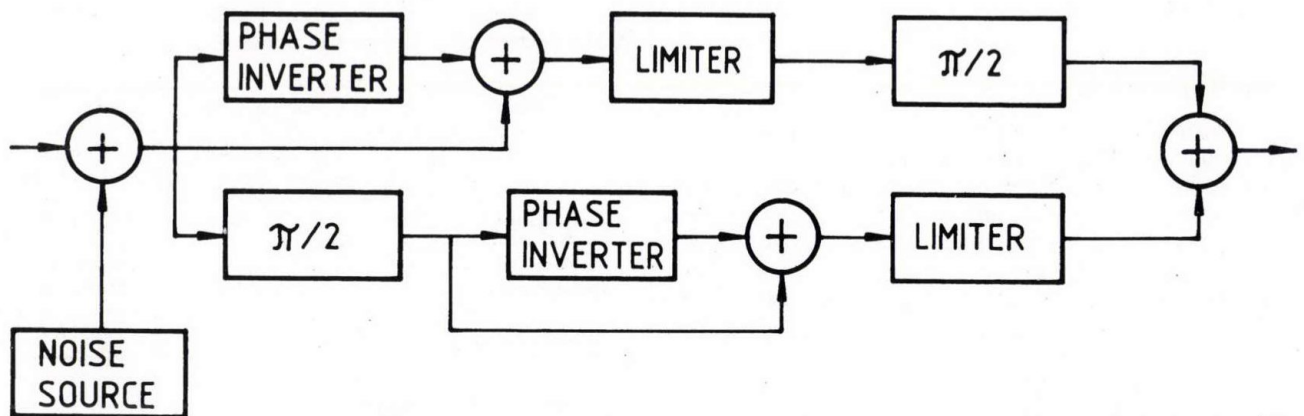 PHASE
INVERTER
+
LIMITER
π/2
+
+
π/2
PHASE
INVERTER
+
LIMITER
NOISE
SOURCE